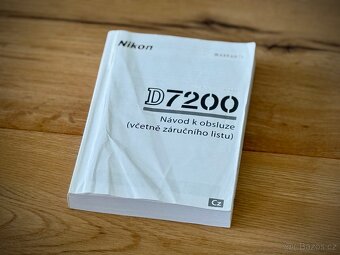 Nikon
D7200
Návod k obsluze
(včetně záručního listu)
Cz